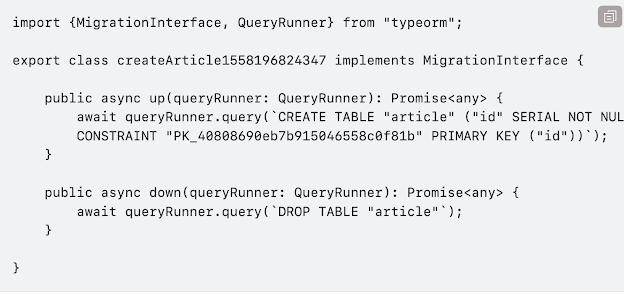 import {MigrationInterface, QueryRunner} from "typeorm";
export class createArticle1558196824347 implements MigrationInterface {
public async up(queryRunner: QueryRunner): Promise<any> {
await queryRunner.query(`CREATE TABLE "article" ("id" SERIAL NOT NUL
CONSTRAINT "PK_40808690eb7b915046558c0f81b" PRIMARY KEY ("id"))`);
}
public async down(queryRunner: QueryRunner): Promise<any> {
await queryRunner.query(`DROP TABLE "article"`);
}
}